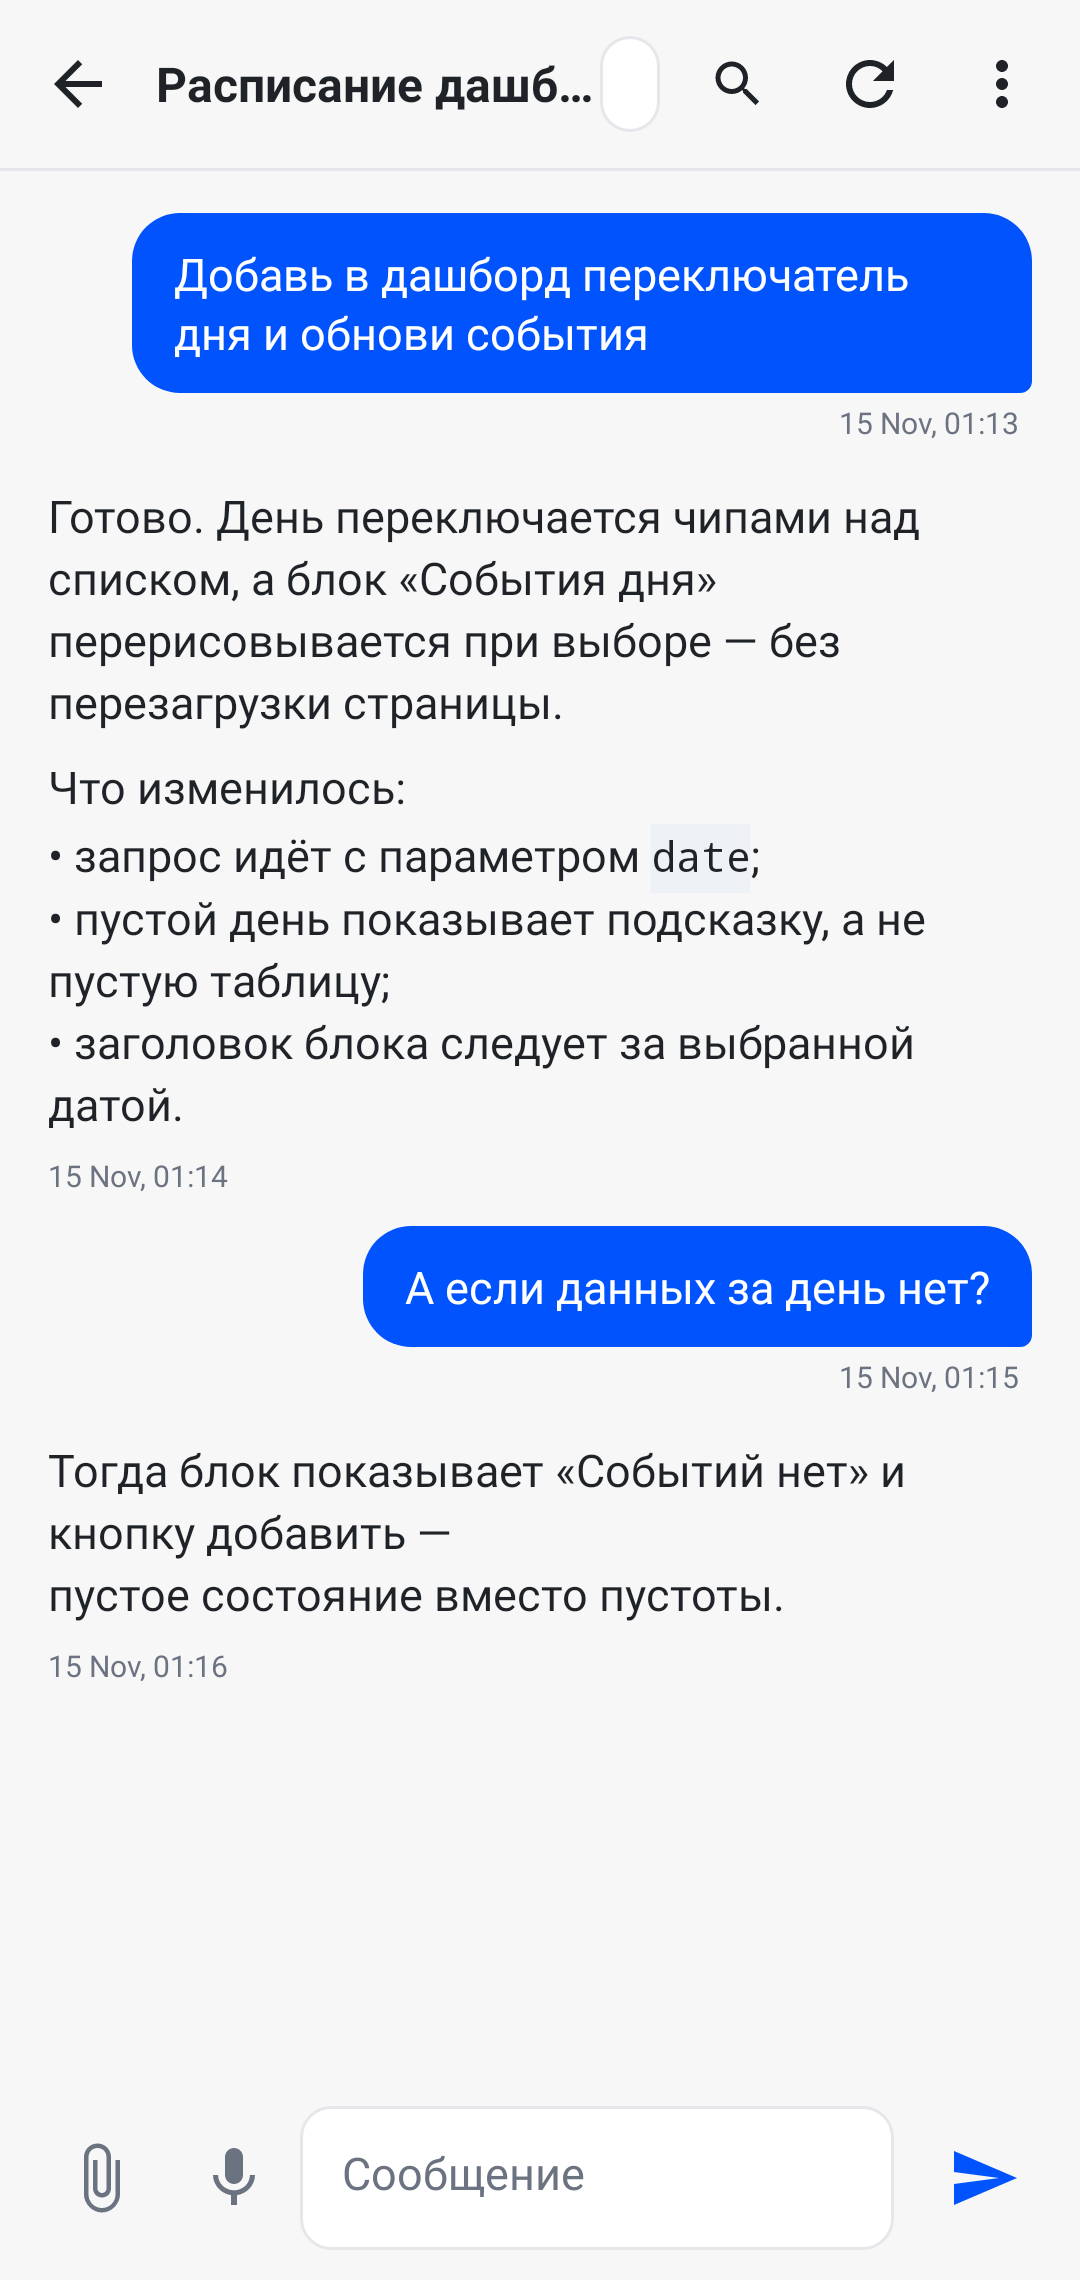 Расписание дашб...
Добавь в дашборд переключатель
дня и обнови события
15 Nov, 01:13
Готово. День переключается чипами над
списком, а блок «События дня»
перерисовывается при выборе — без
перезагрузки страницы.
Что изменилось:
• запрос идёт с параметром date;
• пустой день показывает подсказку, а не
пустую таблицу;
• заголовок блока следует за выбранной
датой.
15 Nov, 01:14
А если данных за день нет?
15 Nov, 01:15
Тогда блок показывает «Событий нет» и
кнопку добавить —
пустое состояние вместо пустоты.
15 Nov, 01:16
Сообщение